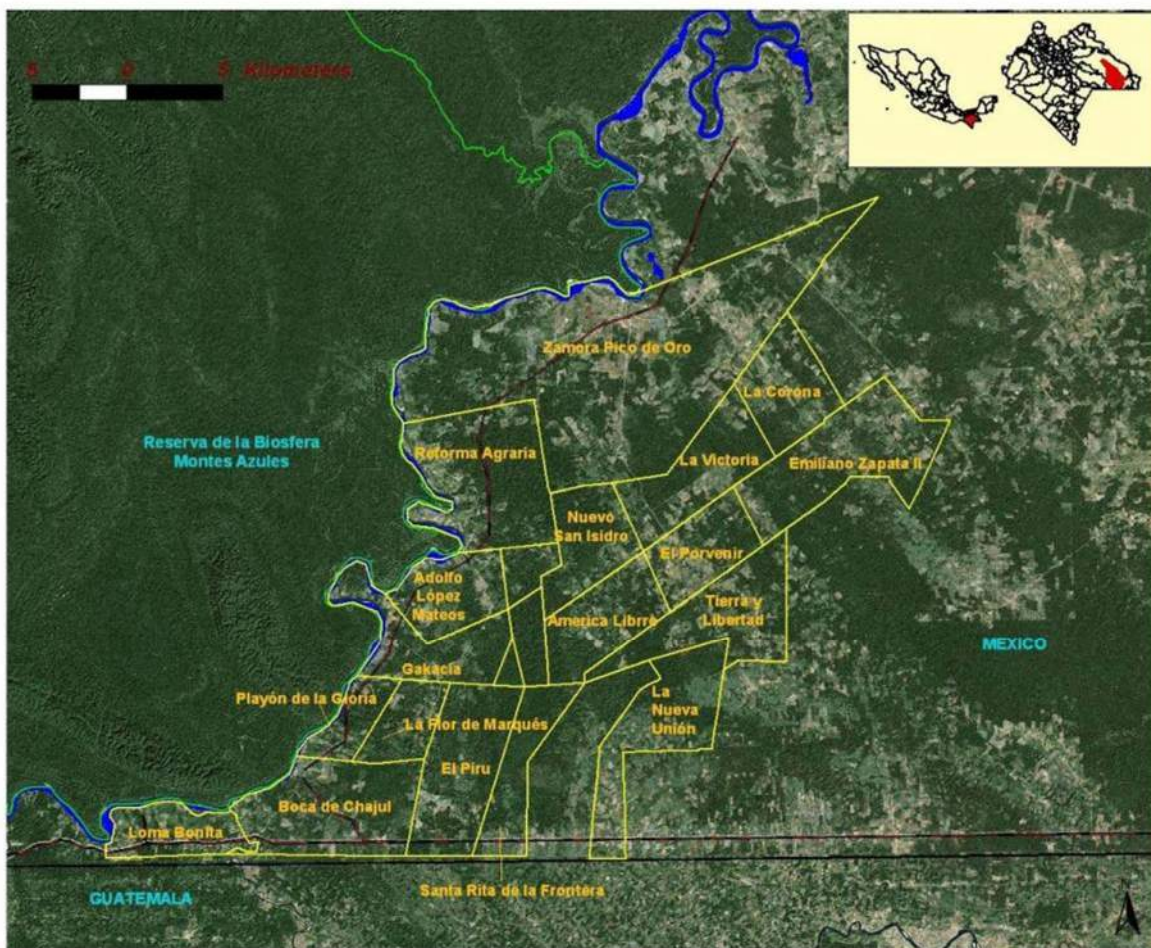 5 0 5 Kilometers
Zamora Pico de Oro
La Corona
Reserva de la Biosfera
Montes Azules
Reforma Agraria
La Victoria
Emiliano Zapata II
Nuevo
San Isidro
El Porvenir
Adolfo
López
Mateos
America Librre
Tierra y
Libertad
MEXICO
Gakacia
Playón de la Gloria
La Flor de Marqués
La
Nueva
Unión
El Piru
Boca de Chajul
Loma Bonita
Santa Rita de la Frontera
GUATEMALA